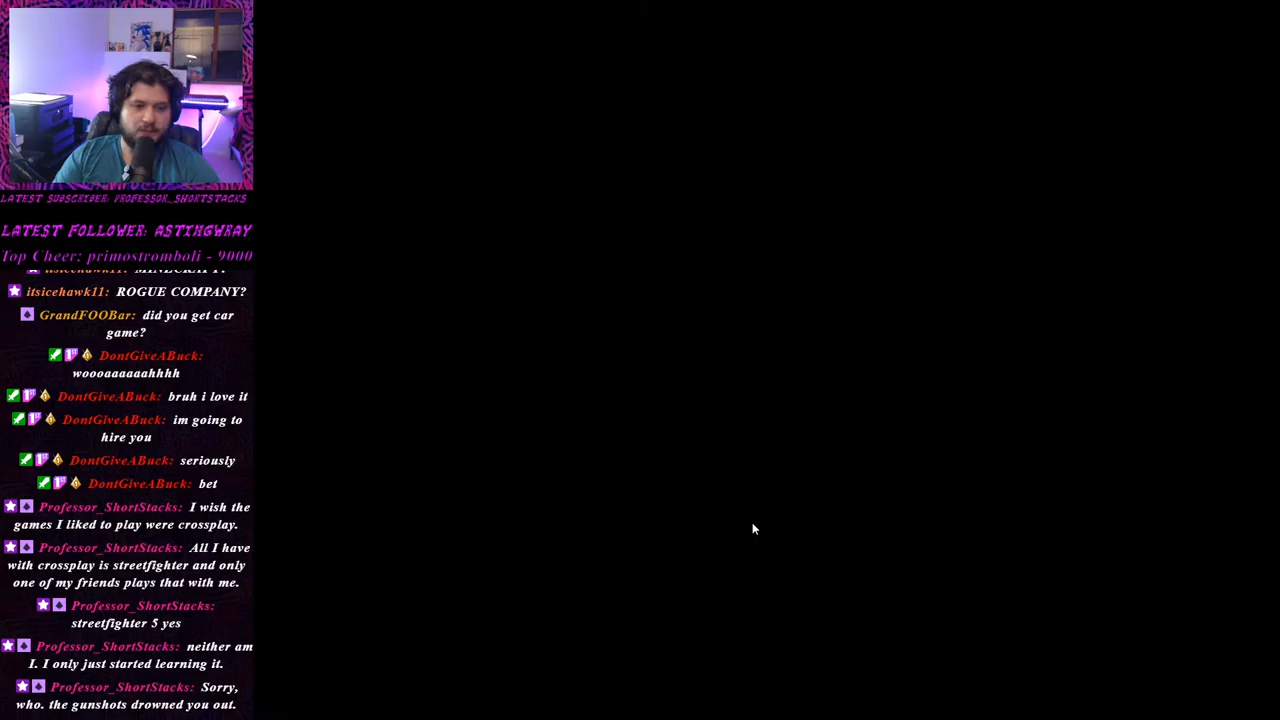 LATEST SUBSCRIBER: PROFESSOR_SHORTSTACKS
LATEST FOLLOWER: ASTINGWRAY
Top Cheer: primostromboli - 9000
itsicehawk11: MINECRAFT?
itsicehawk11: ROGUE COMPANY?
GrandFOOBar: did you get car
game?
DontGiveABuck:
woooaaaaaahhhh
DontGiveABuck: bruh i love it
DontGiveABuck: im going to
hire you
DontGiveABuck: seriously
DontGiveABuck: bet
Professor_ShortStacks: I wish the
games I liked to play were crossplay.
Professor_ShortStacks: All I have
with crossplay is streetfighter and only
one of my friends plays that with me.
Professor_ShortStacks:
streetfighter 5 yes
Professor_ShortStacks: neither am
I. I only just started learning it.
Professor_ShortStacks: Sorry,
who. the gunshots drowned you out.